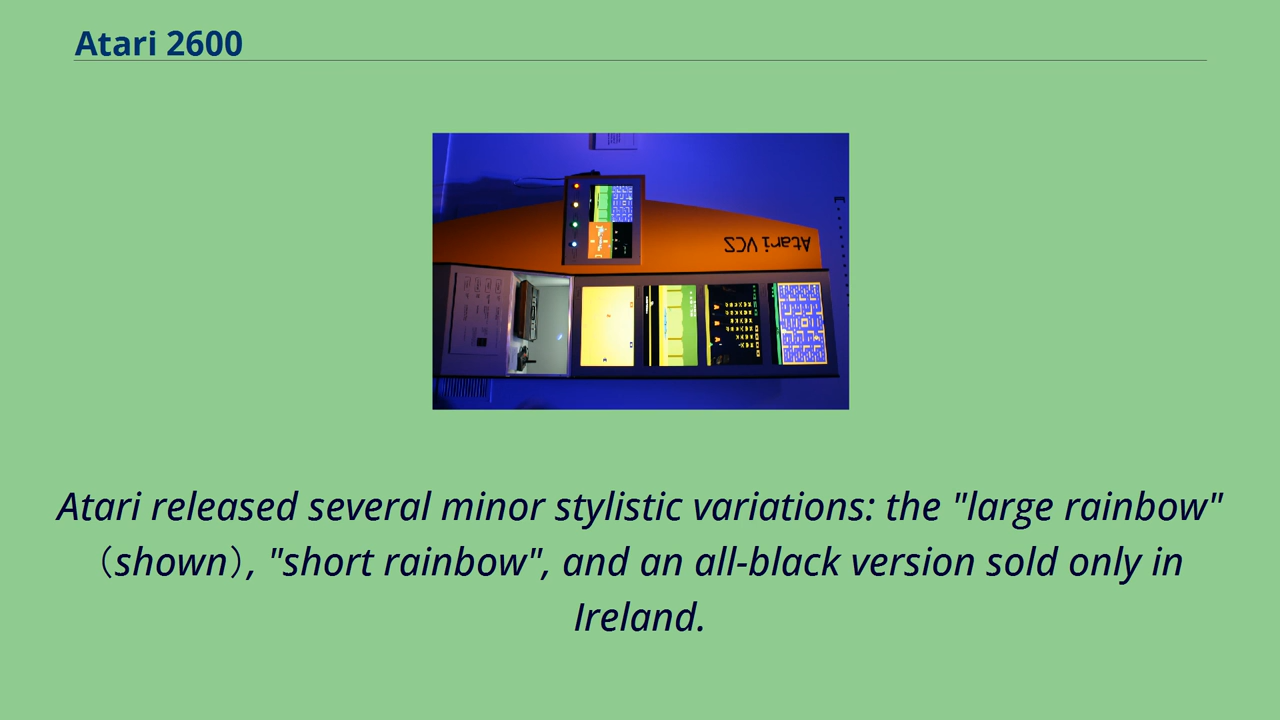 Atari 2600
Atari VCS
Atari released several minor stylistic variations: the "large rainbow"
（shown）, "short rainbow", and an all-black version sold only in
Ireland.